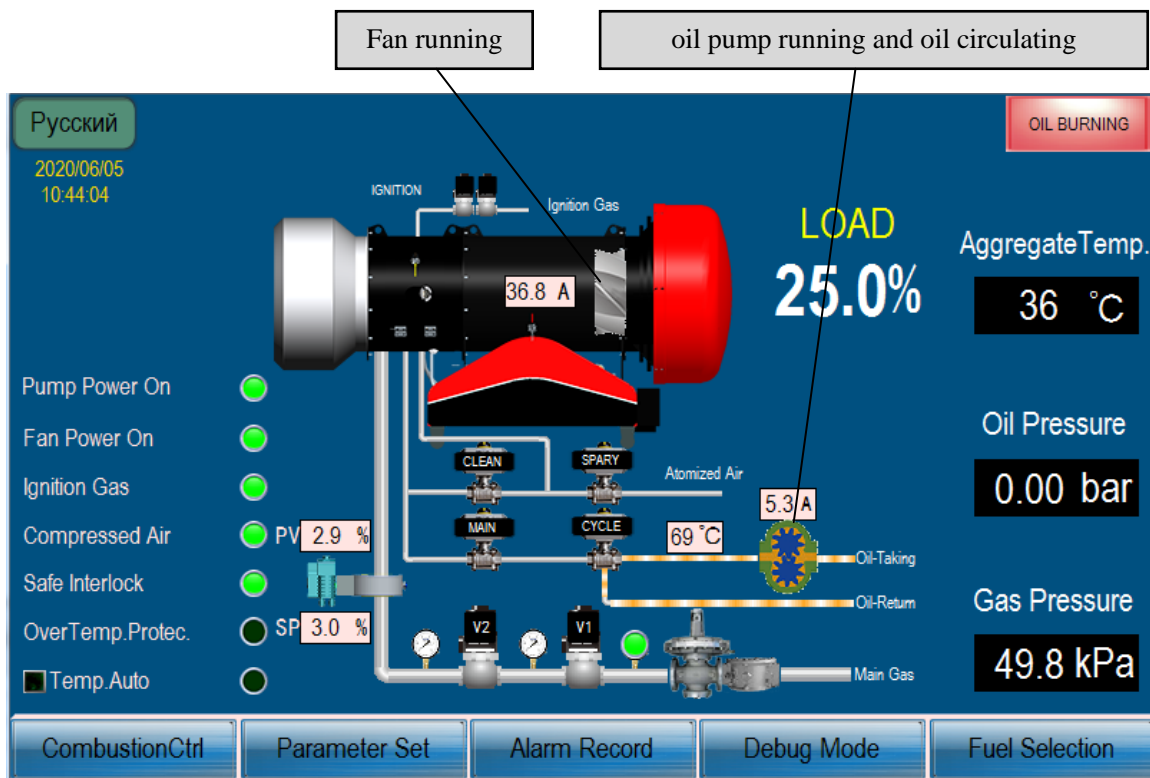 Fan running
oil pump running and oil circulating
Русский
OIL BURNING
2020/06/05
10:44:04
IGNITION
Ignition Gas
LOAD
25.0%
AggregateTemp.
36 °C
36.8 A
Pump Power On
Fan Power On
Ignition Gas
Compressed Air
Safe Interlock
OverTemp.Protec.
Temp.Auto
PV 2.9 %
SP 3.0 %
CLEAN
SPARY
Atomized Air
MAIN
CYCLE
69 °C
5.3 A
Oil-Taking
Oil-Return
V2
V1
Main Gas
Oil Pressure
0.00 bar
Gas Pressure
49.8 kPa
CombustionCtrl
Parameter Set
Alarm Record
Debug Mode
Fuel Selection